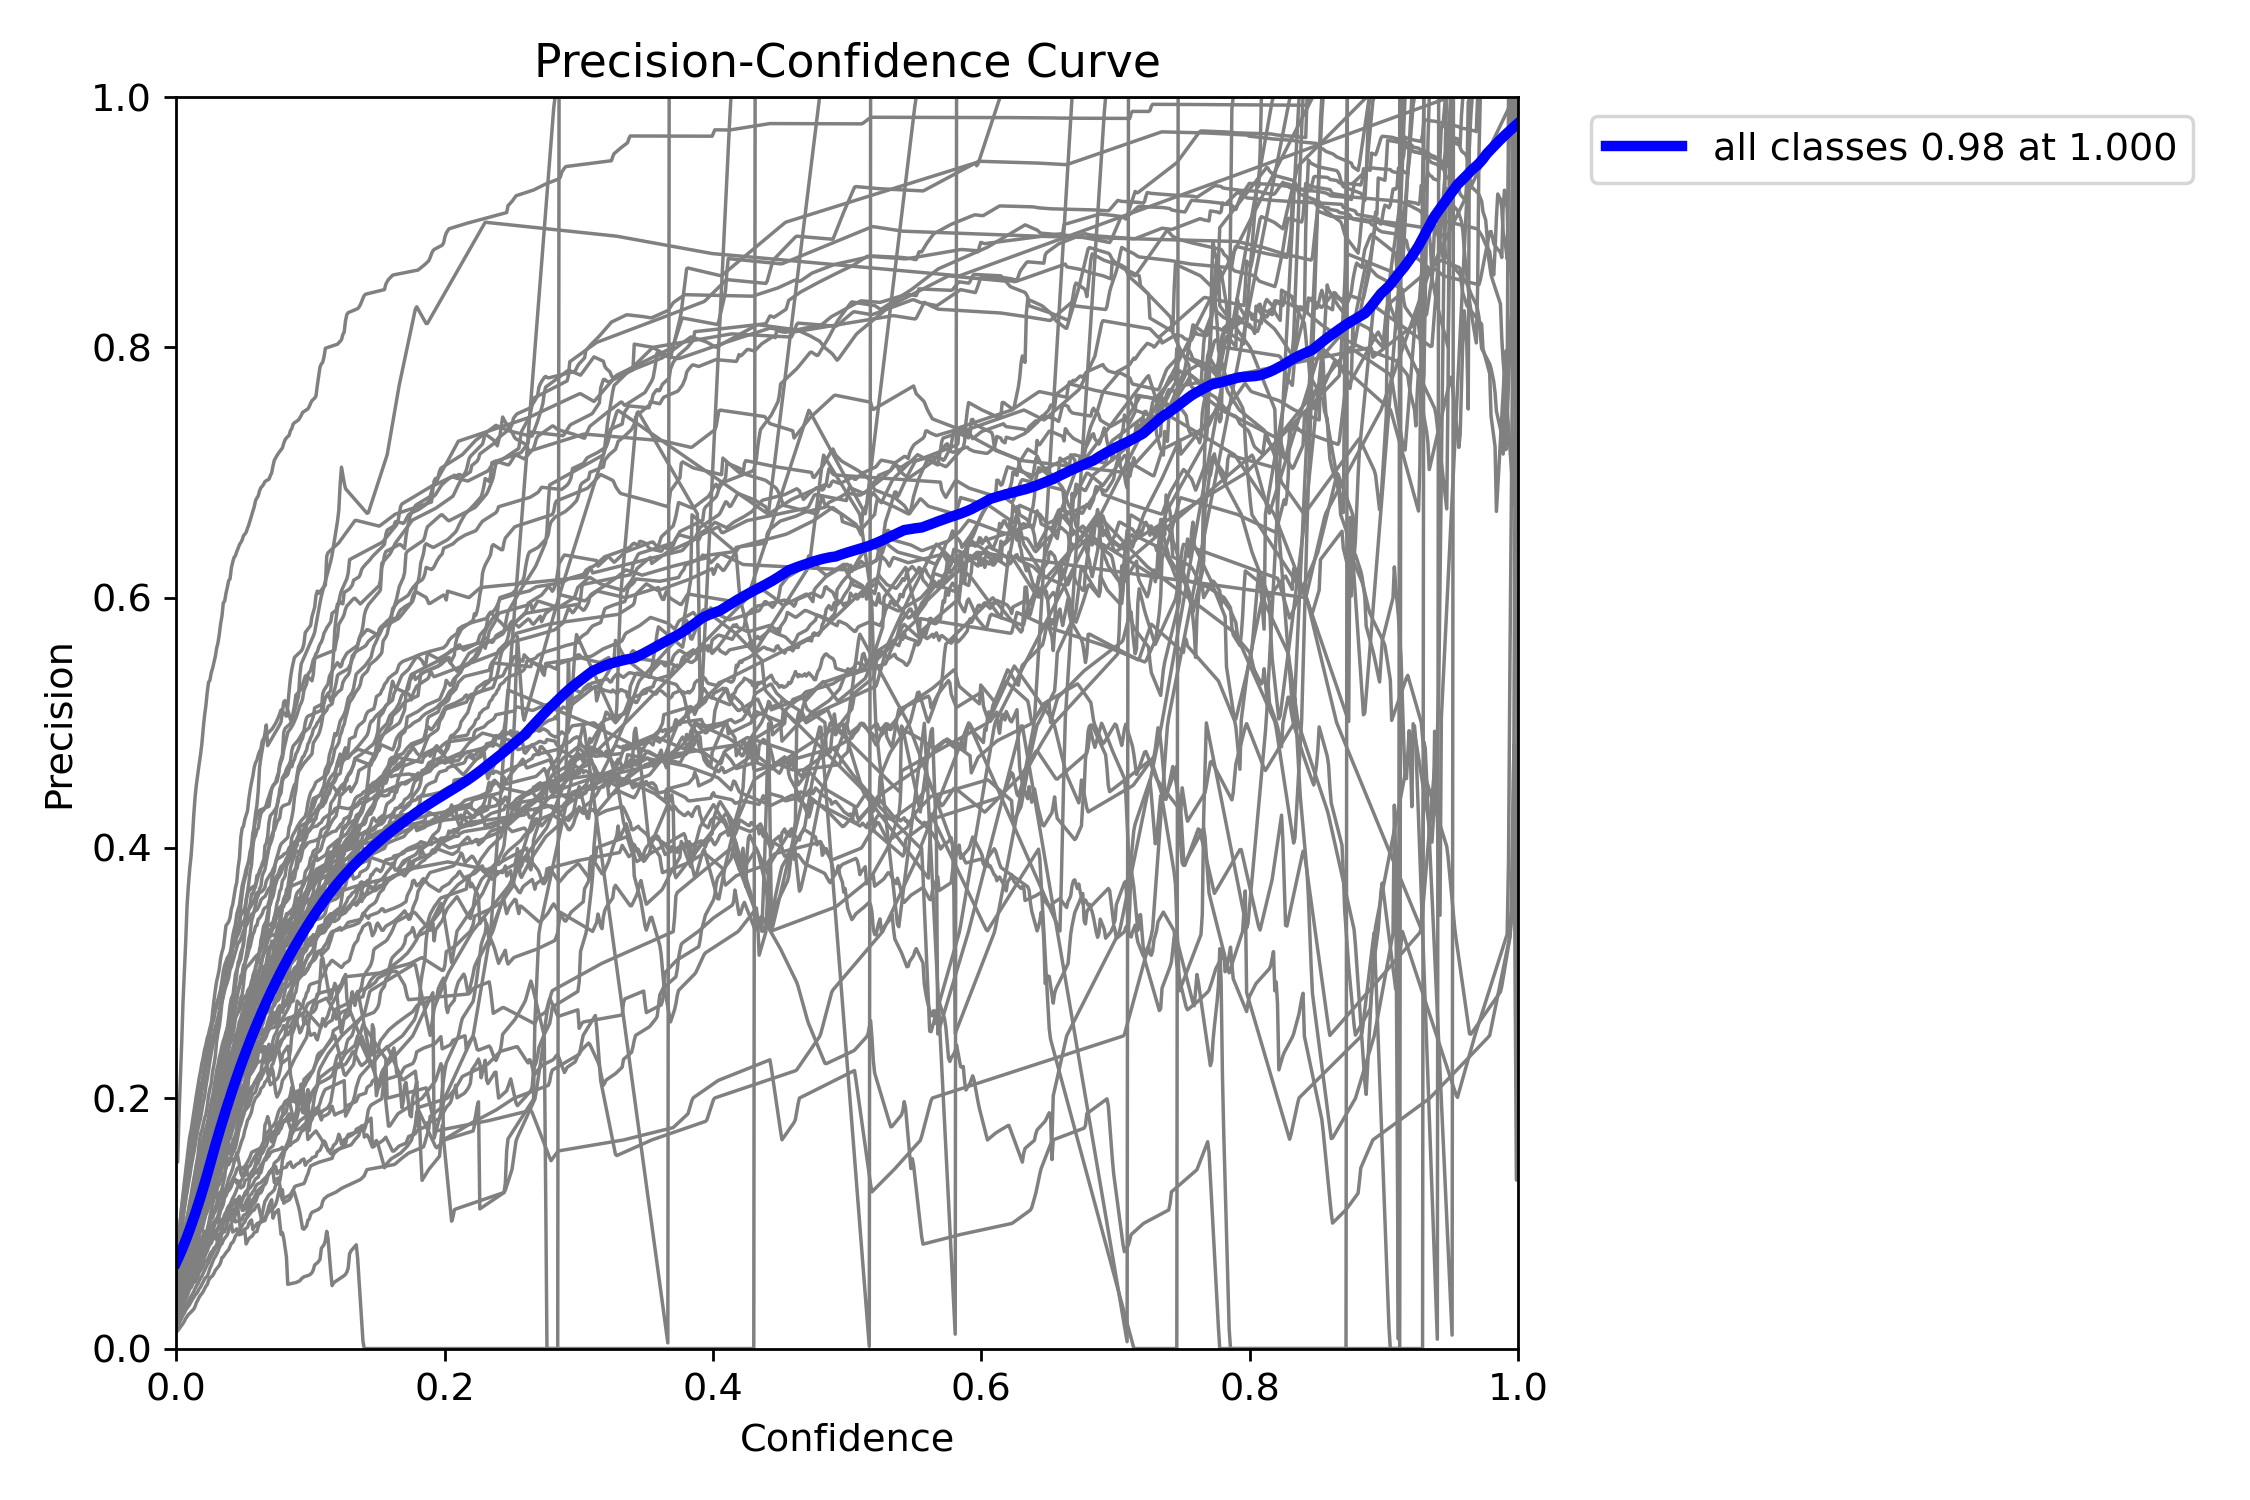 Precision-Confidence Curve
1.0
0.8
0.6
0.4
0.2
0.0
Precision
0.0 0.2 0.4 0.6 0.8 1.0
Confidence
all classes 0.98 at 1.000